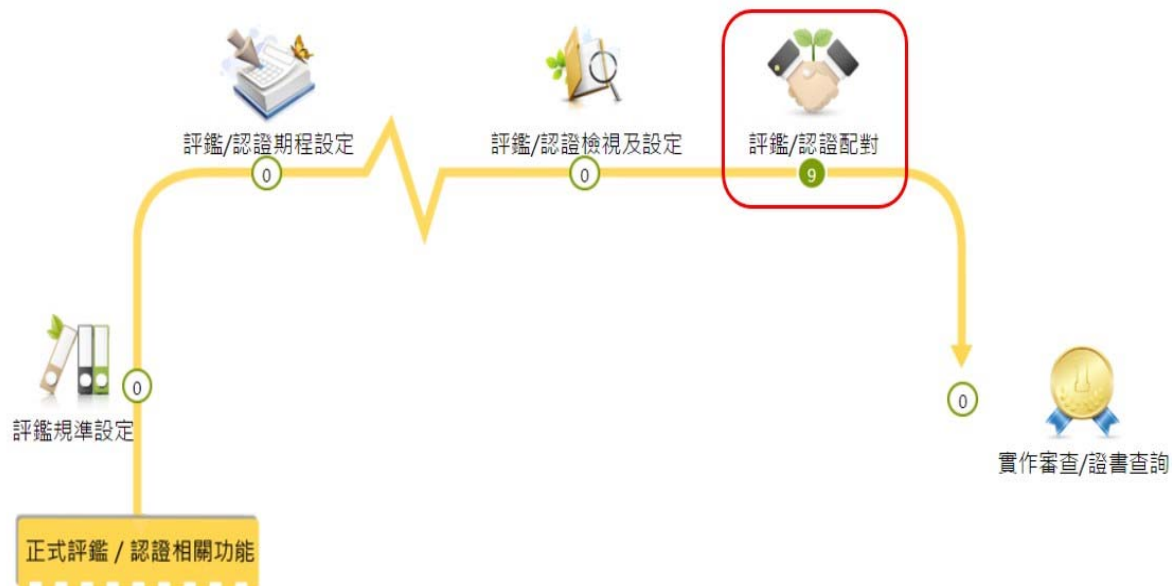 評鑑/認證期程設定
0
評鑑/認證檢視及設定
0
評鑑/認證配對
9
評鑑規準設定
0
0
實作審查/證書查詢
正式評鑑 / 認證相關功能